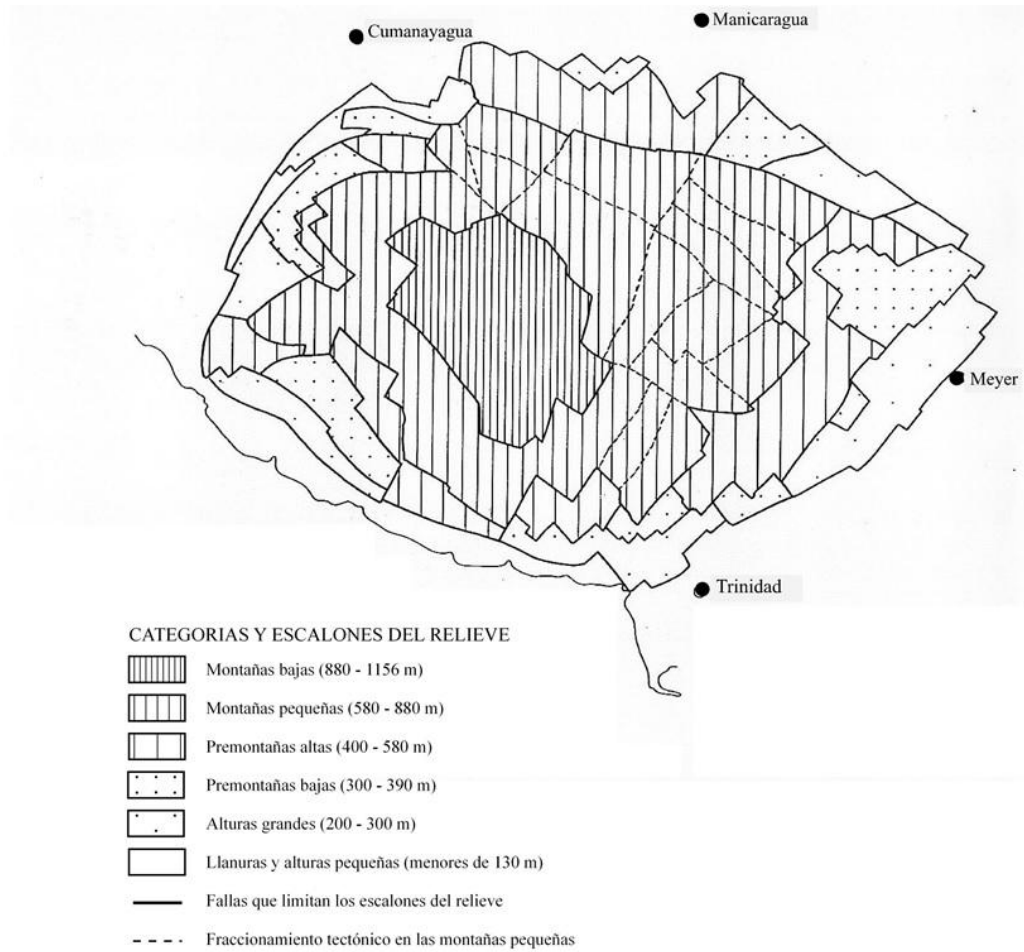 Manicaragua
Cumanayagua
Meyer
Trinidad
CATEGORIAS Y ESCALONES DEL RELIEVE
Montañas bajas (880 - 1156 m)
Montañas pequeñas (580 - 880 m)
Premontañas altas (400 - 580 m)
Premontañas bajas (300 - 390 m)
Alturas grandes (200 - 300 m)
Llanuras y alturas pequeñas (menores de 130 m)
Fallas que limitan los escalones del relieve
Fraccionamiento tectónico en las montañas pequeñas